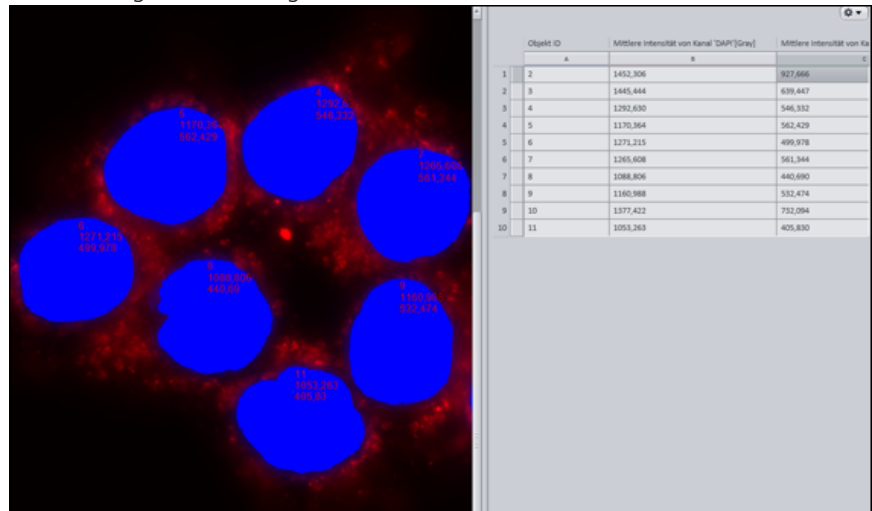 5
1170,364
562,429
4
1292,63
546,332
7
1265,608
561,344
6
1271,215
499,978
8
1088,806
440,69
9
1160,988
532,474
11
1053,263
405,83
Objekt ID Mittlere Intensität von Kanal 'DAPI'[Gray] Mittlere Intensität von Ka
A B C
1 2 1452,306 927,666
2 3 1445,444 639,447
3 4 1292,630 546,332
4 5 1170,364 562,429
5 6 1271,215 499,978
6 7 1265,608 561,344
7 8 1088,806 440,690
8 9 1160,988 532,474
9 10 1377,422 732,094
10 11 1053,263 405,830